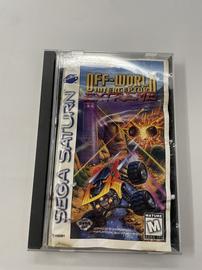 OFF-WORLD
INTERCEPTOR
EXTREME
SEGA SATURN
MATURE
M